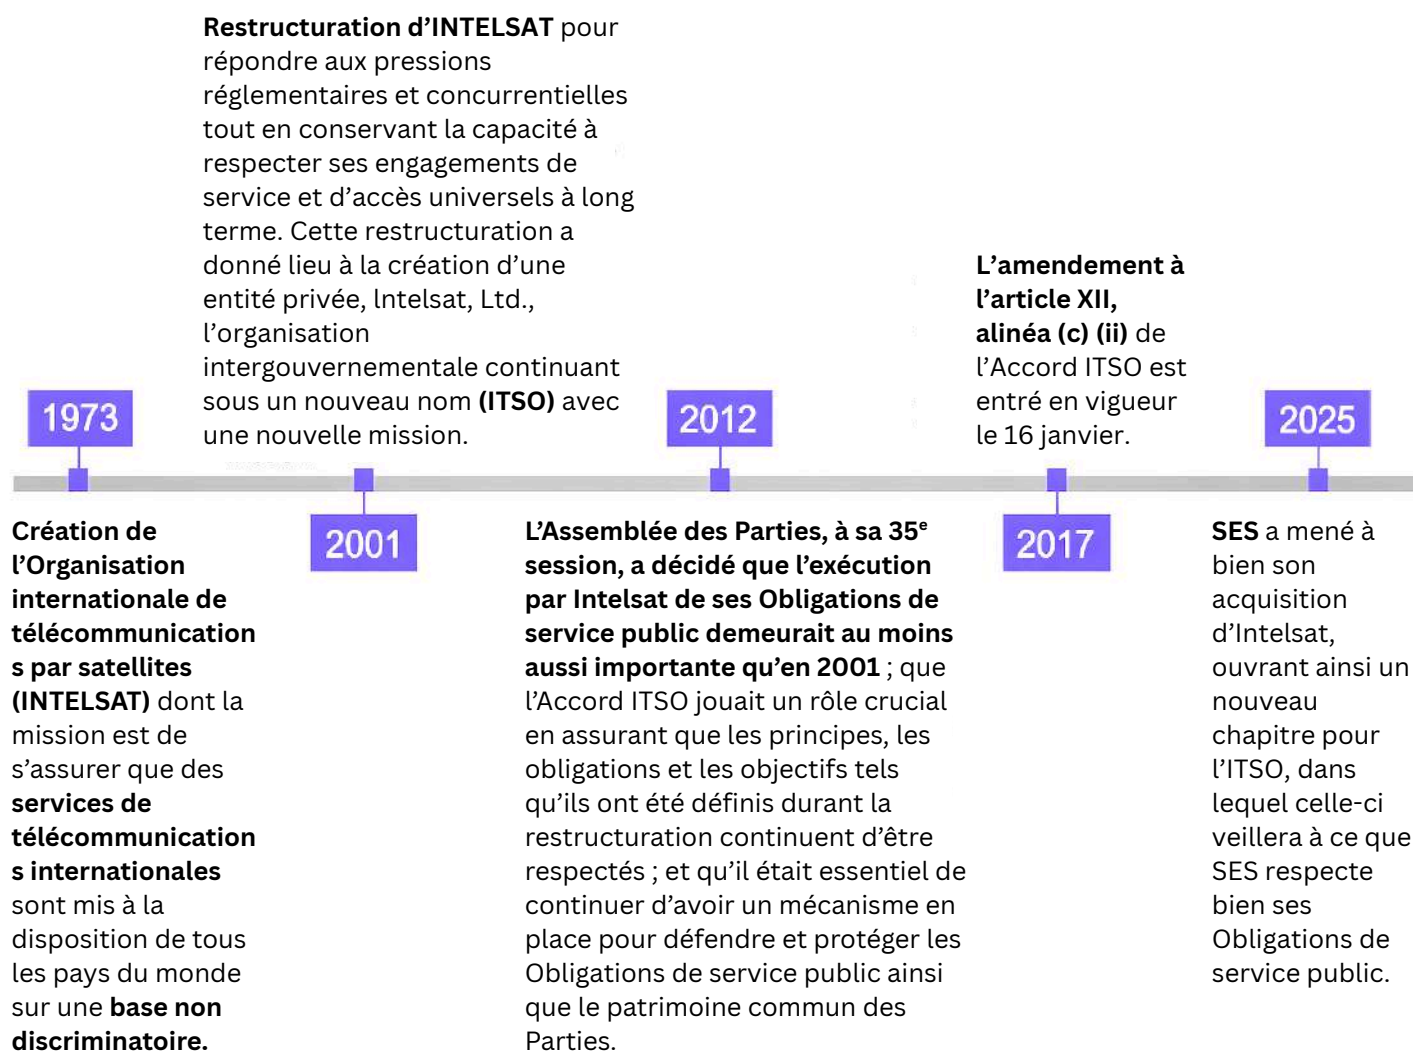 1973
Création de
l’Organisation
internationale de
télécommunication
s par satellites
(INTELSAT) dont la
mission est de
s’assurer que des
services de
télécommunication
s internationales
sont mis à la
disposition de tous
les pays du monde
sur une base non
discriminatoire.
Restructuration d’INTELSAT pour
répondre aux pressions
réglementaires et concurrentielles
tout en conservant la capacité à
respecter ses engagements de
service et d’accès universels à long
terme. Cette restructuration a
donné lieu à la création d’une
entité privée, lntelsat, Ltd.,
l’organisation
intergouvernementale continuant
sous un nouveau nom (ITSO) avec
une nouvelle mission.
2001
2012
L’Assemblée des Parties, à sa 35e
session, a décidé que l’exécution
par Intelsat de ses Obligations de
service public demeurait au moins
aussi importante qu’en 2001 ; que
l’Accord ITSO jouait un rôle crucial
en assurant que les principes, les
obligations et les objectifs tels
qu’ils ont été définis durant la
restructuration continuent d’être
respectés ; et qu’il était essentiel de
continuer d’avoir un mécanisme en
place pour défendre et protéger les
Obligations de service public ainsi
que le patrimoine commun des
Parties.
L’amendement à
l’article XII,
alinéa (c) (ii) de
l’Accord ITSO est
entré en vigueur
le 16 janvier.
2017
2025
SES a mené à
bien son
acquisition
d’Intelsat,
ouvrant ainsi un
nouveau
chapitre pour
l’ITSO, dans
lequel celle-ci
veillera à ce que
SES respecte
bien ses
Obligations de
service public.